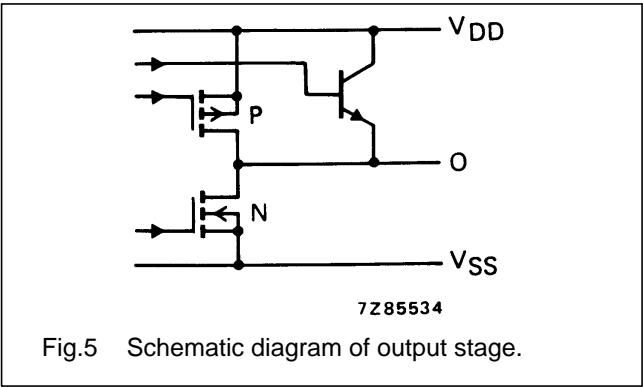 VDD
P
O
N
VSS
7Z85534
Fig.5 Schematic diagram of output stage.